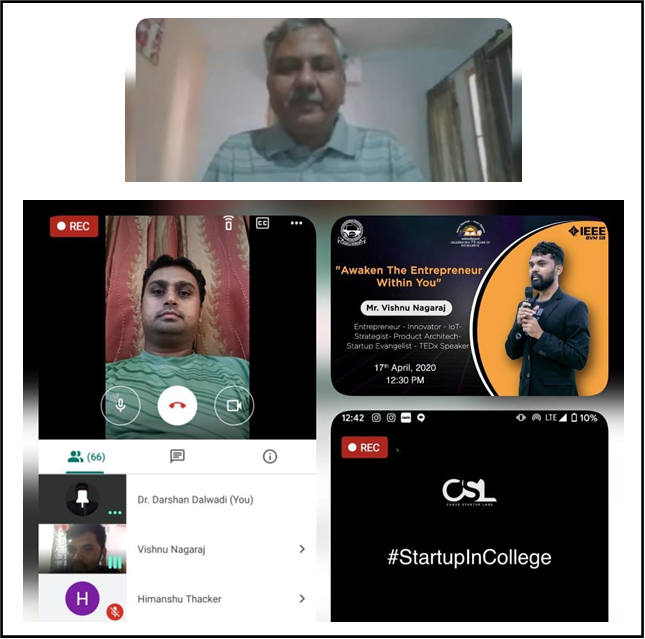 REC
CC
(66)
Dr. Darshan Dalwadi (You)
Vishnu Nagaraj
H
Himanshu Thacker
IEEE
BVM SB
"Awaken The Entrepreneur
Within You"
Mr. Vishnu Nagaraj
Entrepreneur - Innovator - IoT-
Strategist- Product Architech-
Startup Evangelist - TEDx Speaker
17th April, 2020
12:30 PM
12:42
LTE
10%
REC
CSL
CARVE STARTUP LABS
#StartupInCollege